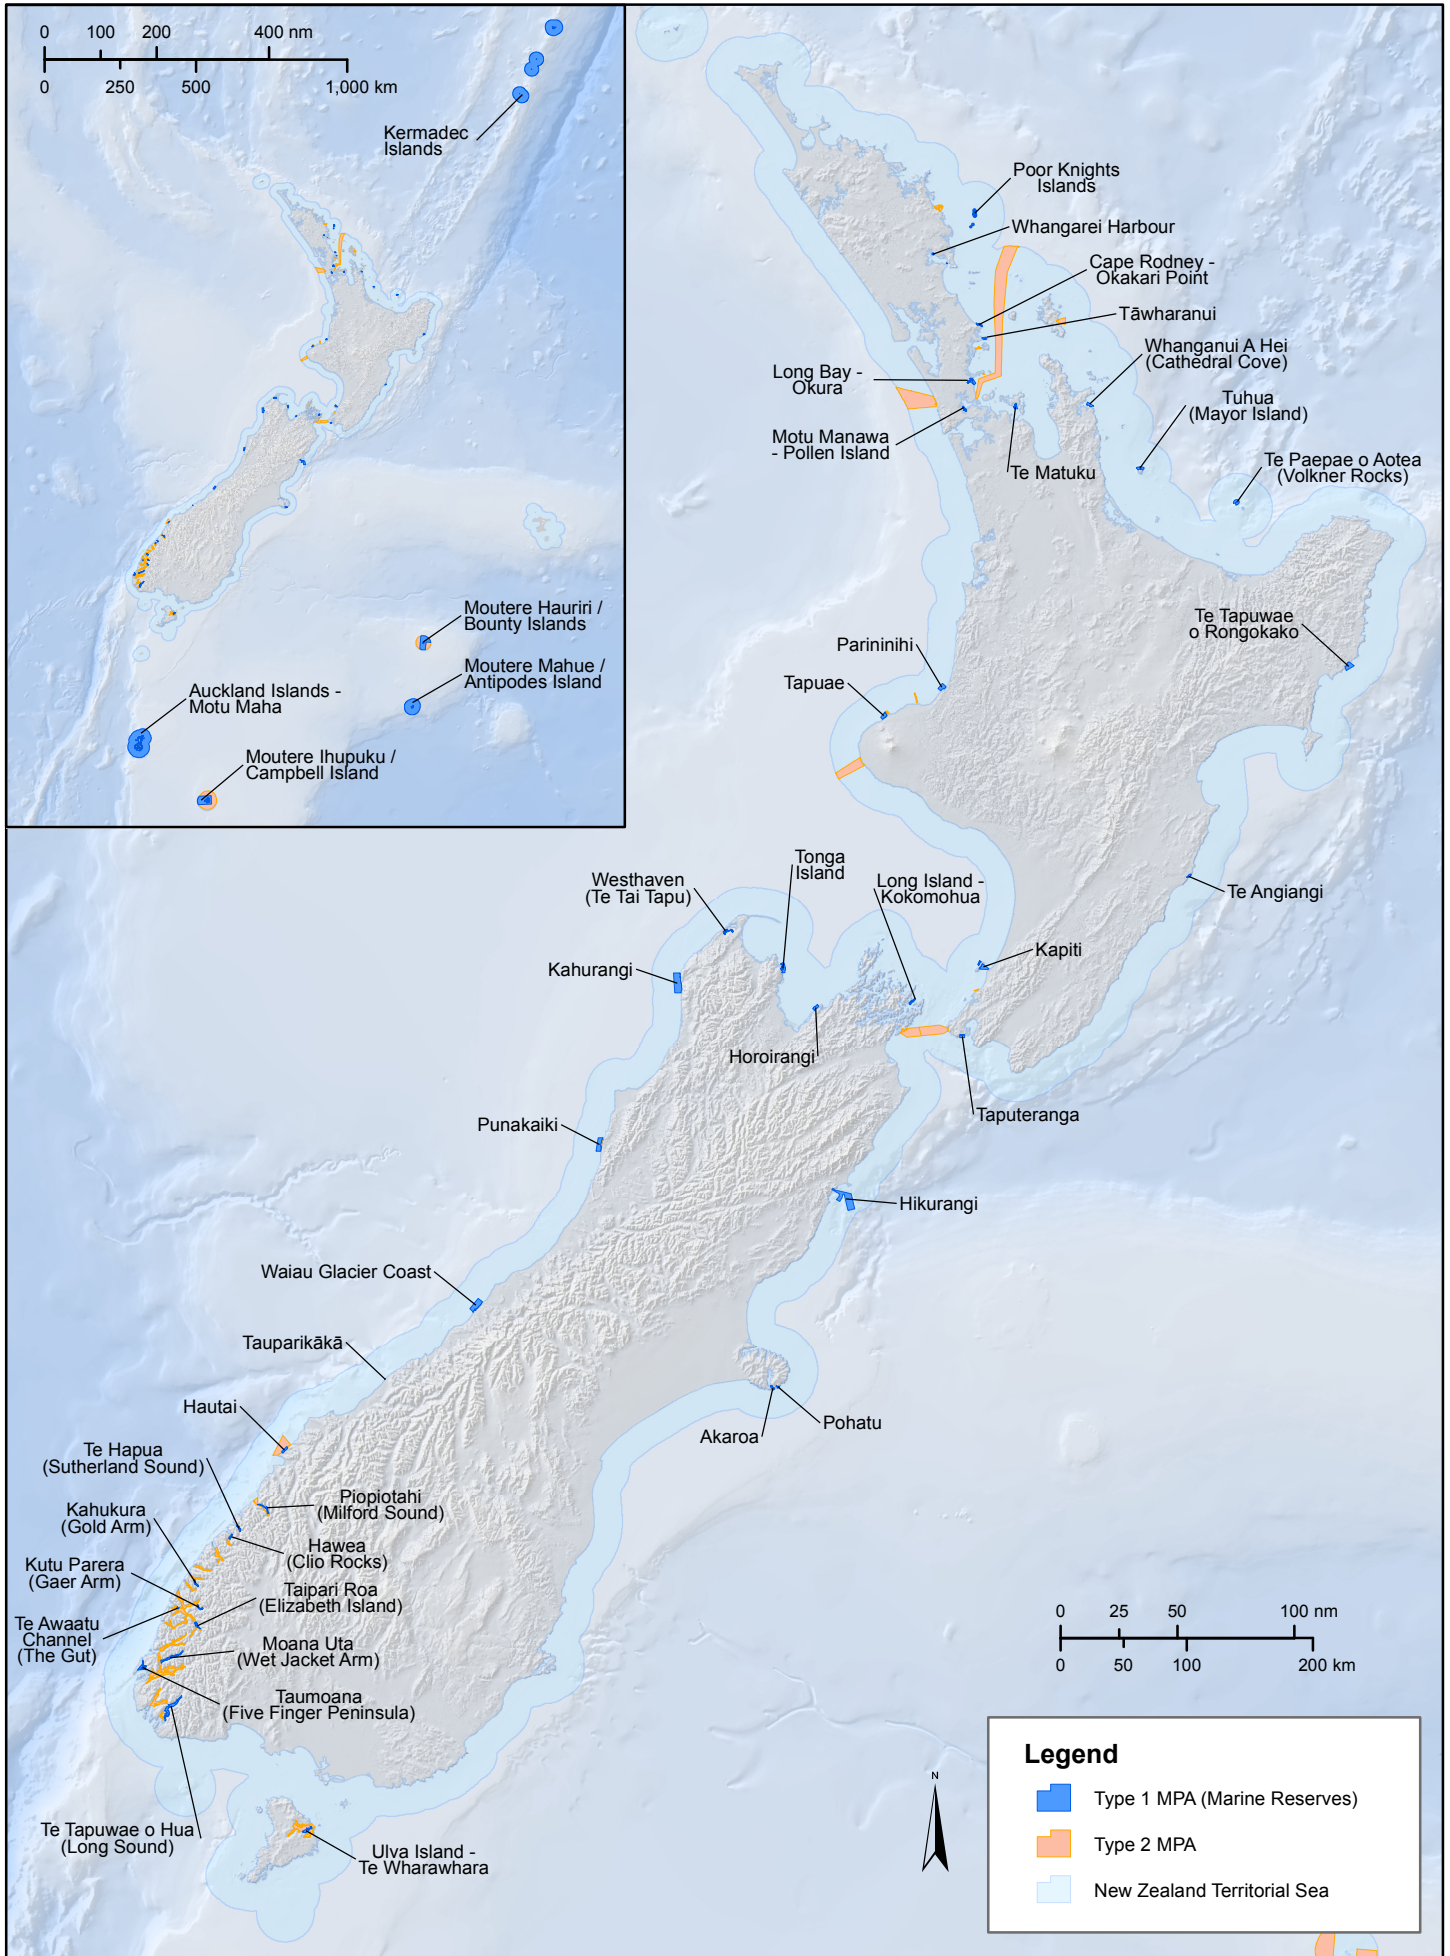 0 100 200 400 nm
0 250 500 1,000 km
Kermadec
Islands
Moutere Hauriri /
Bounty Islands
Moutere Mahue /
Antipodes Island
Auckland Islands -
Motu Maha
Moutere Ihupuku /
Campbell Island
Poor Knights
Islands
Whangarei Harbour
Cape Rodney -
Okakari Point
Tāwharanui
Whanganui A Hei
(Cathedral Cove)
Long Bay -
Okura
Tuhua
(Mayor Island)
Motu Manawa
- Pollen Island
Te Matuku
Te Paepae o Aotea
(Volkner Rocks)
Te Tapuwae
o Rongokako
Parininihi
Tapuae
Tonga
Island
Westhaven
(Te Tai Tapu)
Long Island -
Kokomohua
Te Angiangi
Kapiti
Kahurangi
Horoirangi
Taputeranga
Punakaiki
Hikurangi
Waiau Glacier Coast
Tauparikākā
Hautai
Pohatu
Akaroa
Te Hapua
(Sutherland Sound)
Piopiotahi
(Milford Sound)
Kahukura
(Gold Arm)
Hawea
(Clio Rocks)
Kutu Parera
(Gaer Arm)
Taipari Roa
(Elizabeth Island)
Te Awaatu
Channel
(The Gut)
Moana Uta
(Wet Jacket Arm)
Taumoana
(Five Finger Peninsula)
Te Tapuwae o Hua
(Long Sound)
Ulva Island -
Te Wharawhara
0 25 50 100 nm
0 50 100 200 km
N
Legend
Type 1 MPA (Marine Reserves)
Type 2 MPA
New Zealand Territorial Sea